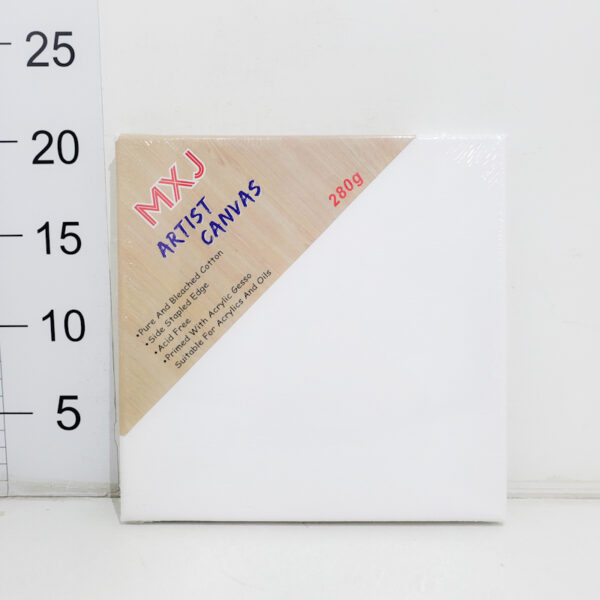 25
20
15
10
5
MXJ
ARTIST
CANVAS
280g
•Pure And Bleached Cotton
•Side Stapled Edge
•Acid Free
•Primed With Acrylic Gesso
Suitable For Acrylics And Oils